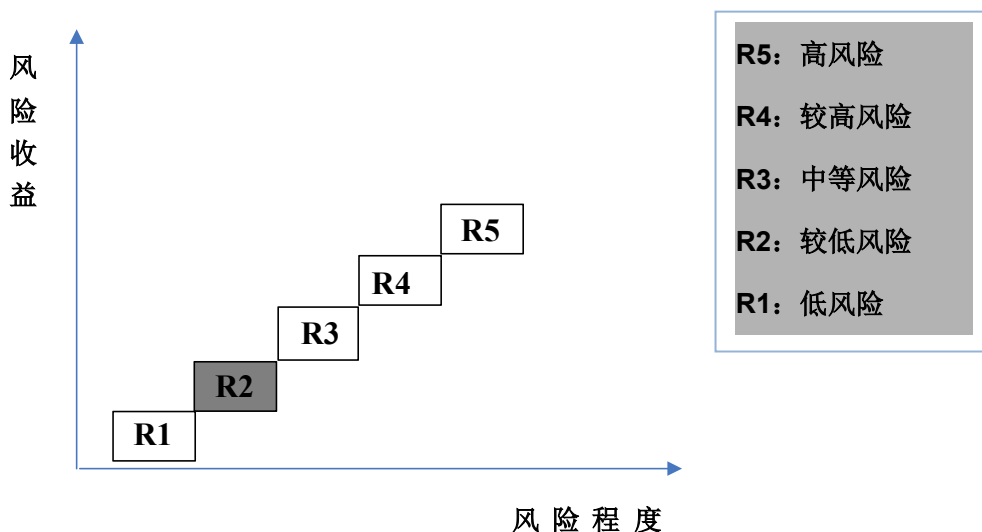 风
险
收
益
R5：高风险
R4：较高风险
R3：中等风险
R2：较低风险
R1：低风险
R5
R4
R3
R2
R1
风险程度